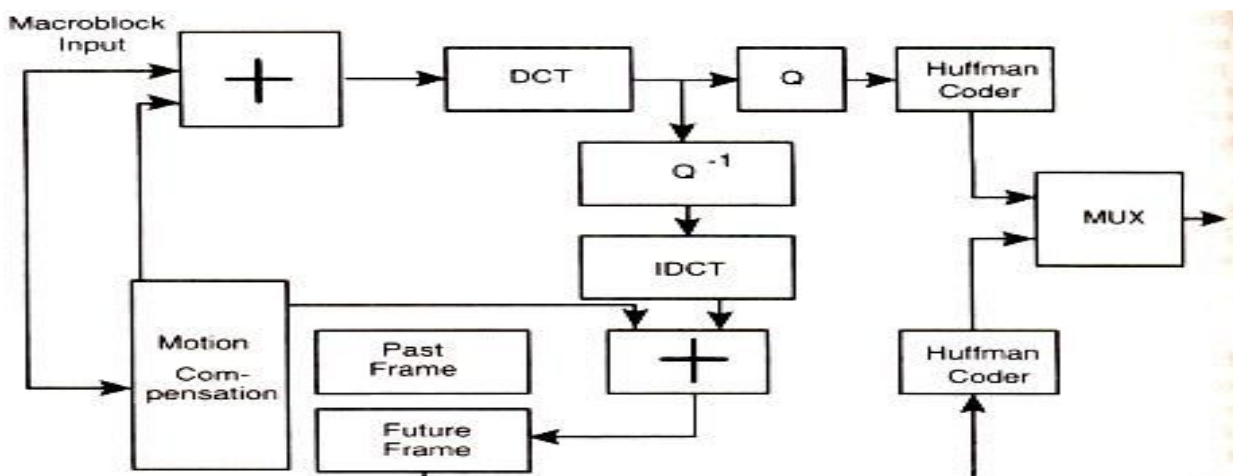 Macroblock
Input
+
DCT
Q
Huffman
Coder
Q -1
MUX
IDCT
Motion
Com-
pensation
Past
Frame
+
Huffman
Coder
Future
Frame